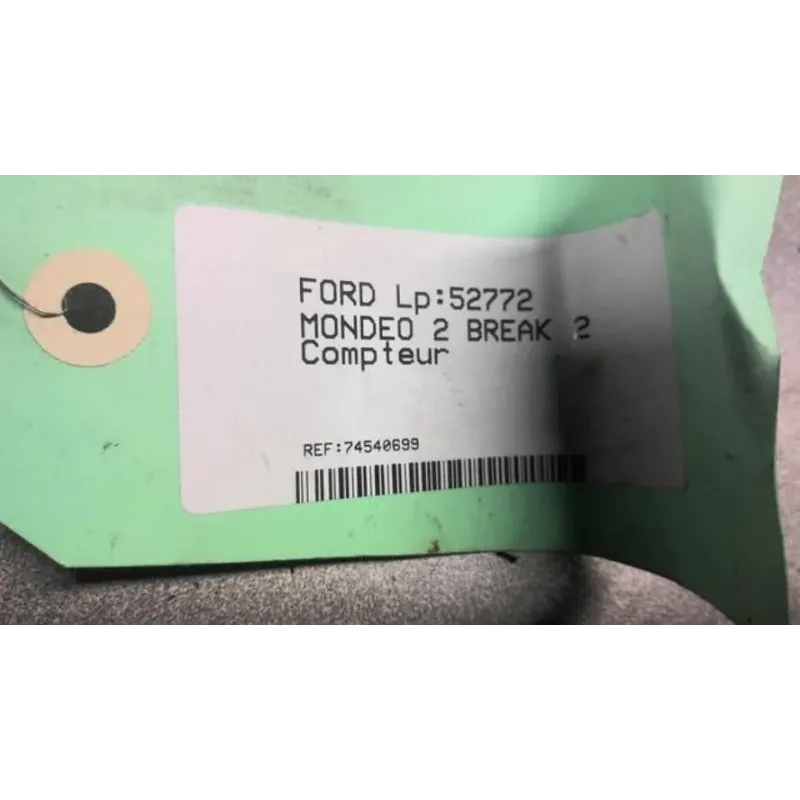 FORD Lp:52772
MONDEO 2 BREAK 2
Compteur
REF:74540699